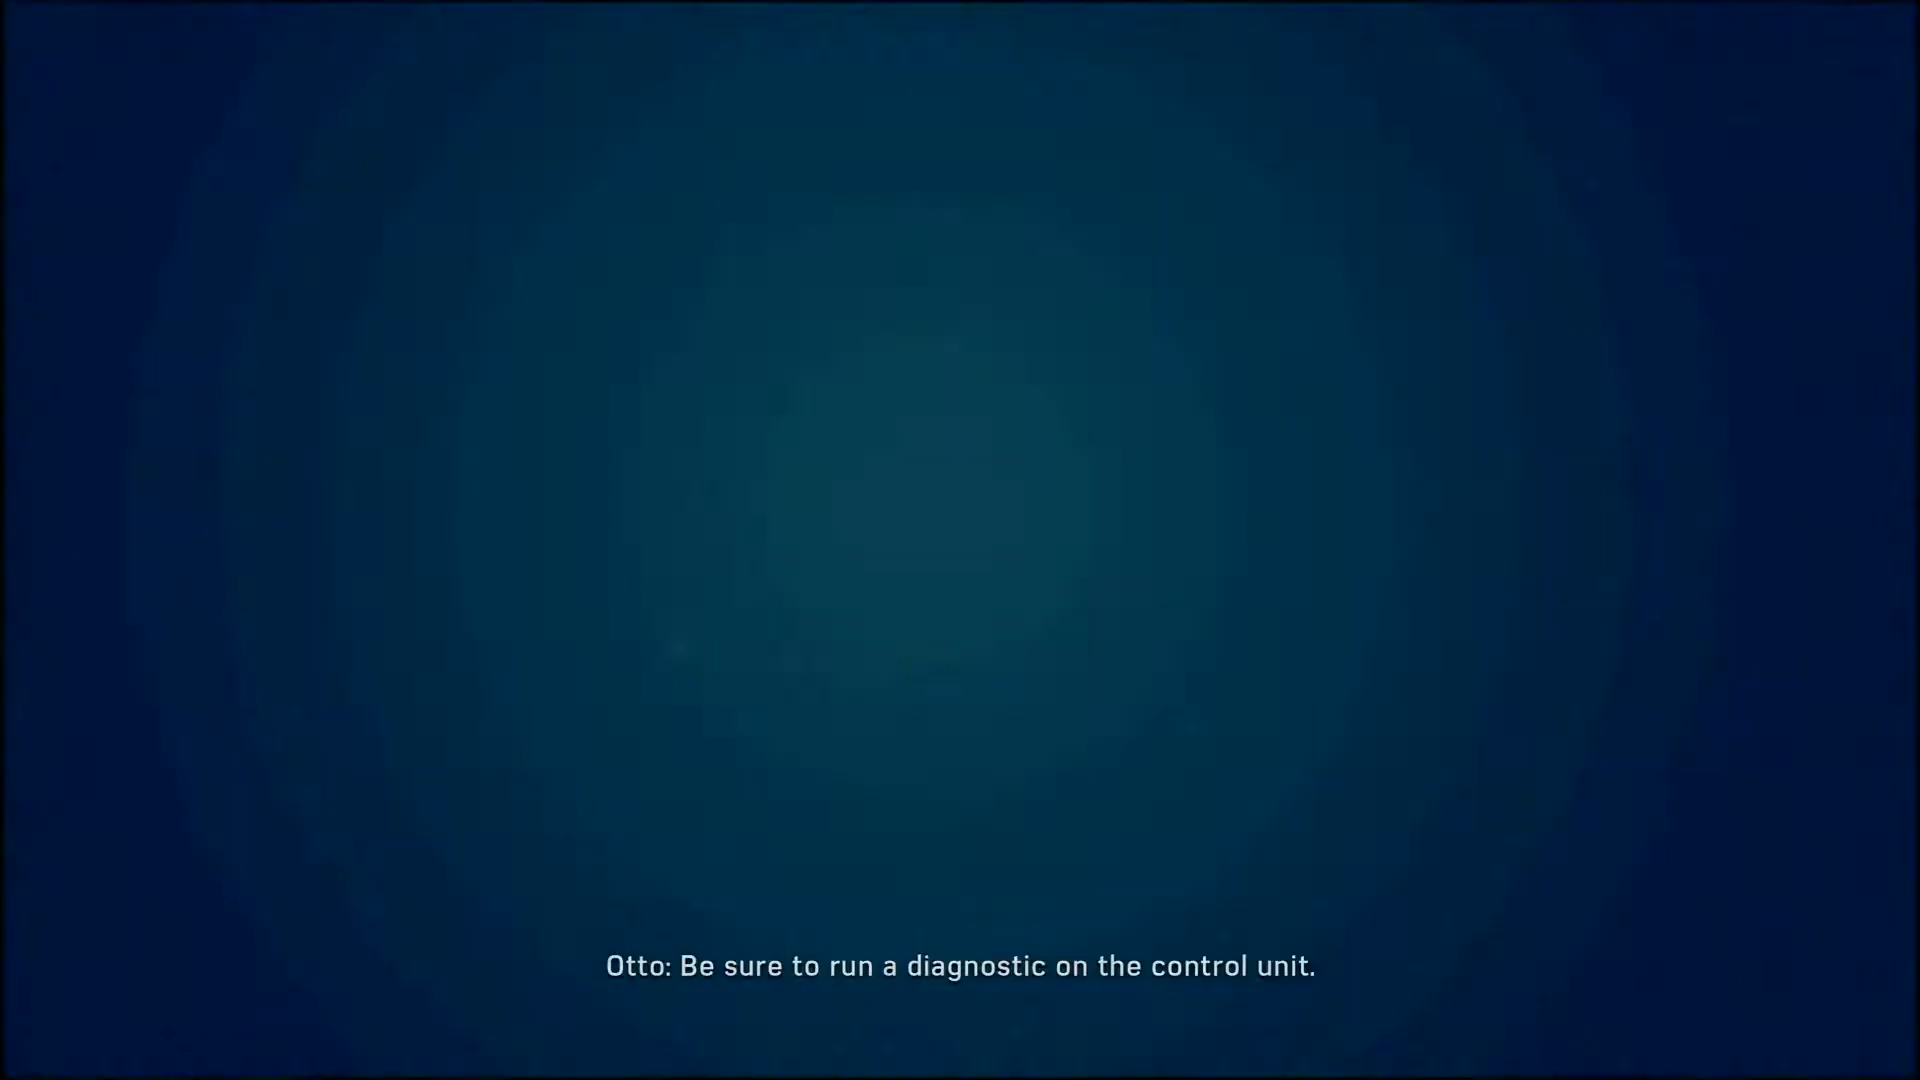 Otto: Be sure to run a diagnostic on the control unit.